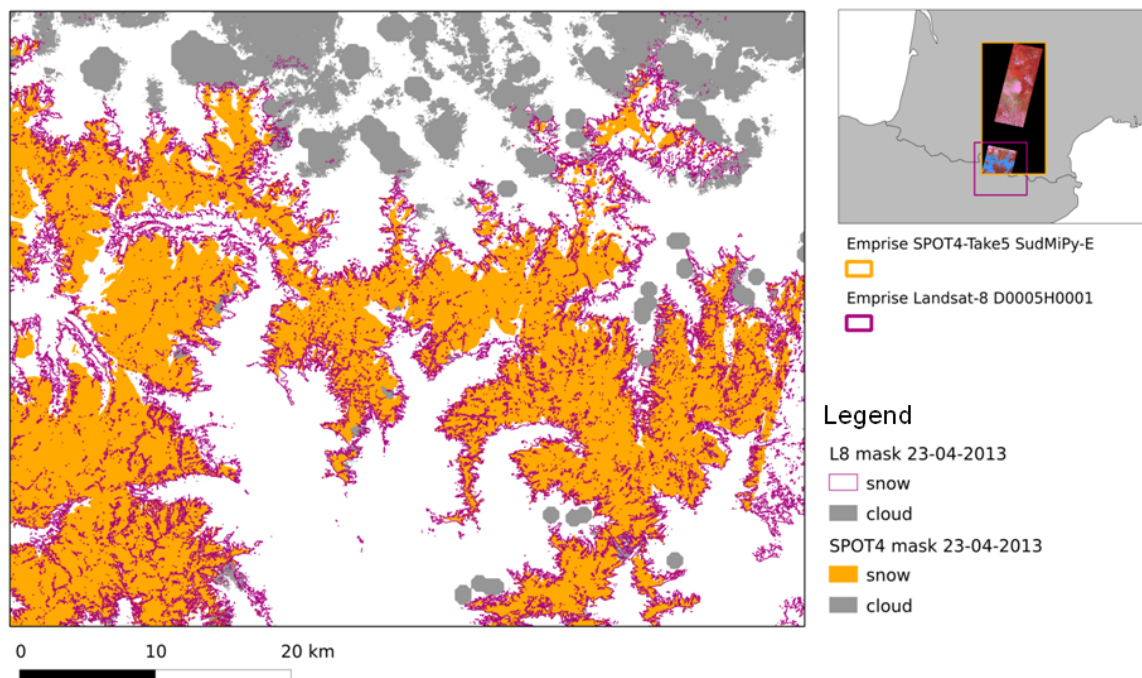 Emprise SPOT4-Take5 SudMiPy-E
Emprise Landsat-8 D0005H0001
Legend
L8 mask 23-04-2013
snow
cloud
SPOT4 mask 23-04-2013
snow
cloud
0 10 20 km